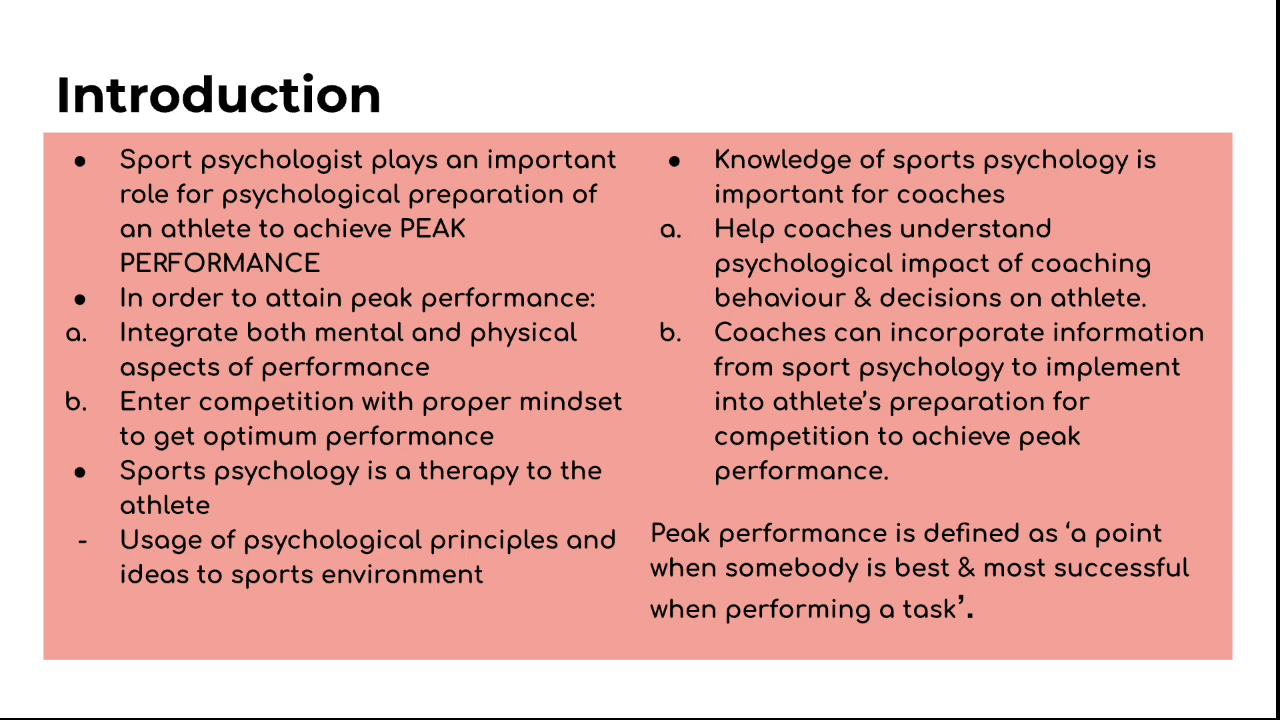 Introduction
● Sport psychologist plays an important
role for psychological preparation of
an athlete to achieve PEAK
PERFORMANCE
● In order to attain peak performance:
a. Integrate both mental and physical
aspects of performance
b. Enter competition with proper mindset
to get optimum performance
● Sports psychology is a therapy to the
athlete
- Usage of psychological principles and
ideas to sports environment
● Knowledge of sports psychology is
important for coaches
a. Help coaches understand
psychological impact of coaching
behaviour & decisions on athlete.
b. Coaches can incorporate information
from sport psychology to implement
into athlete’s preparation for
competition to achieve peak
performance.
Peak performance is defined as ‘a point
when somebody is best & most successful
when performing a task’.